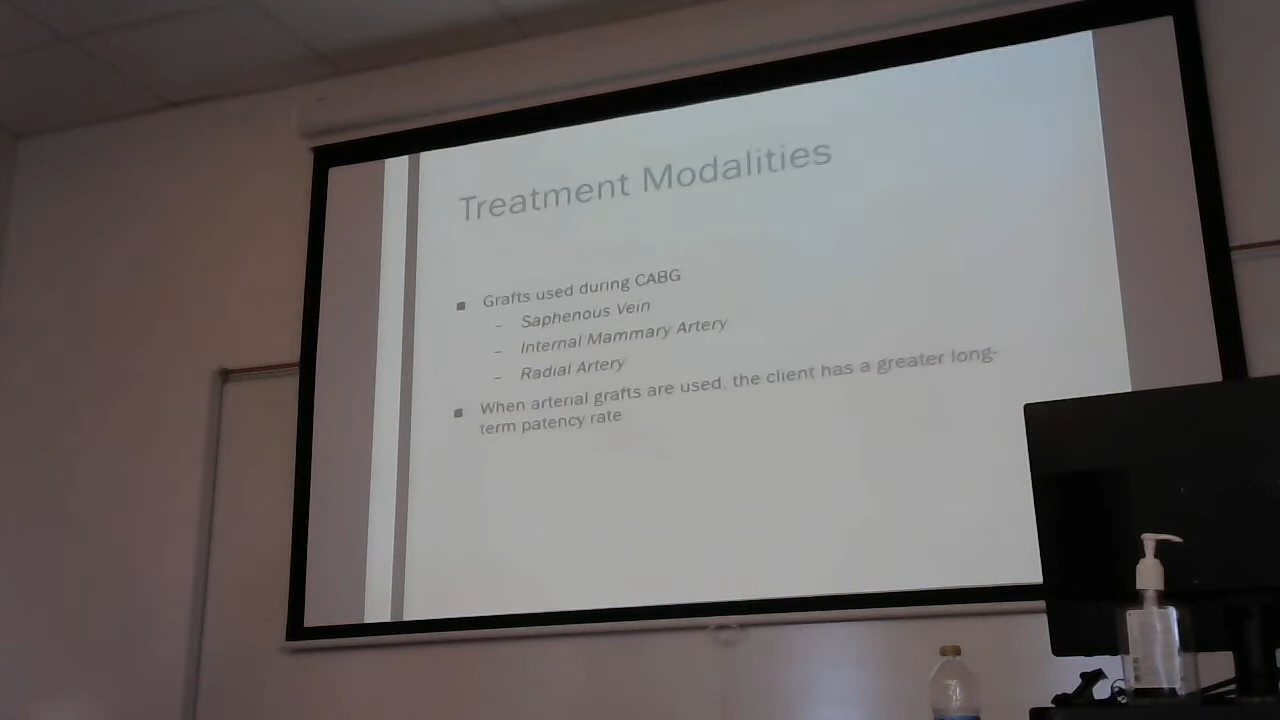 Treatment Modalities
■ Grafts used during CABG
– Saphenous Vein
– Internal Mammary Artery
– Radial Artery
■ When arterial grafts are used, the client has a greater long-
term patency rate